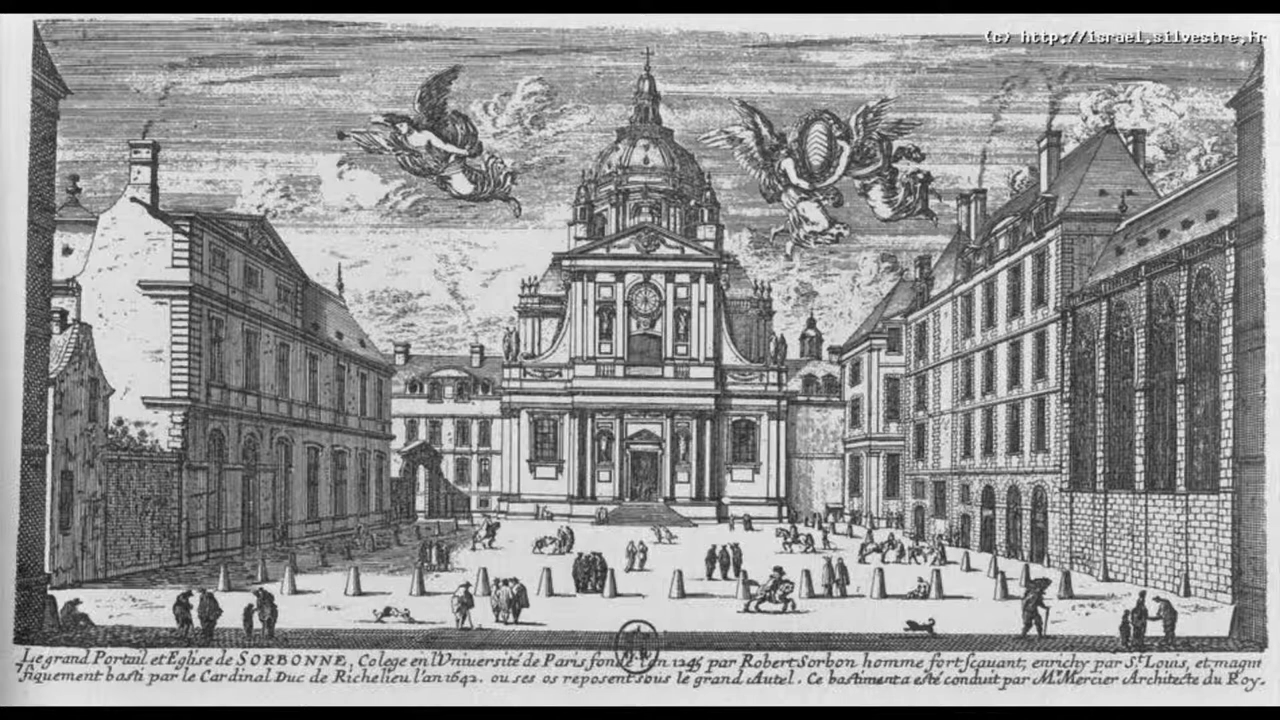 (c) http://israel.silvestre.fr
Le grand Portail et Eglise de SORBONNE, Colege en l'Université de Paris, fondé l'an 1245 par Robert Sorbon homme fort scavant, enrichy par St. Louis, et magni
fiquement basti par le Cardinal Duc de Richelieu l'an 1642. ou ses os reposent sous le grand Autel. Ce bastiment a esté conduit par Mr. Mercier Architecte du Roy.